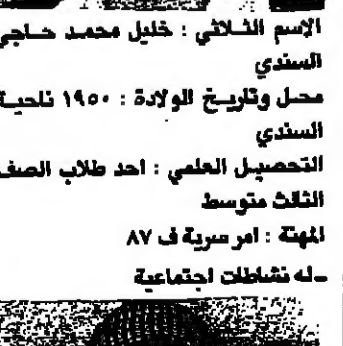 الاسم الثلاثي : خليل محمد حاجي
السندي
محل وتاريخ الولادة : ١٩٥٠ ناحية
السندي
التحصيل العلمي : احد طلاب الصف
الثالث متوسط
المهنة : امر سرية ف ٨٧
ـ له نشاطات اجتماعية